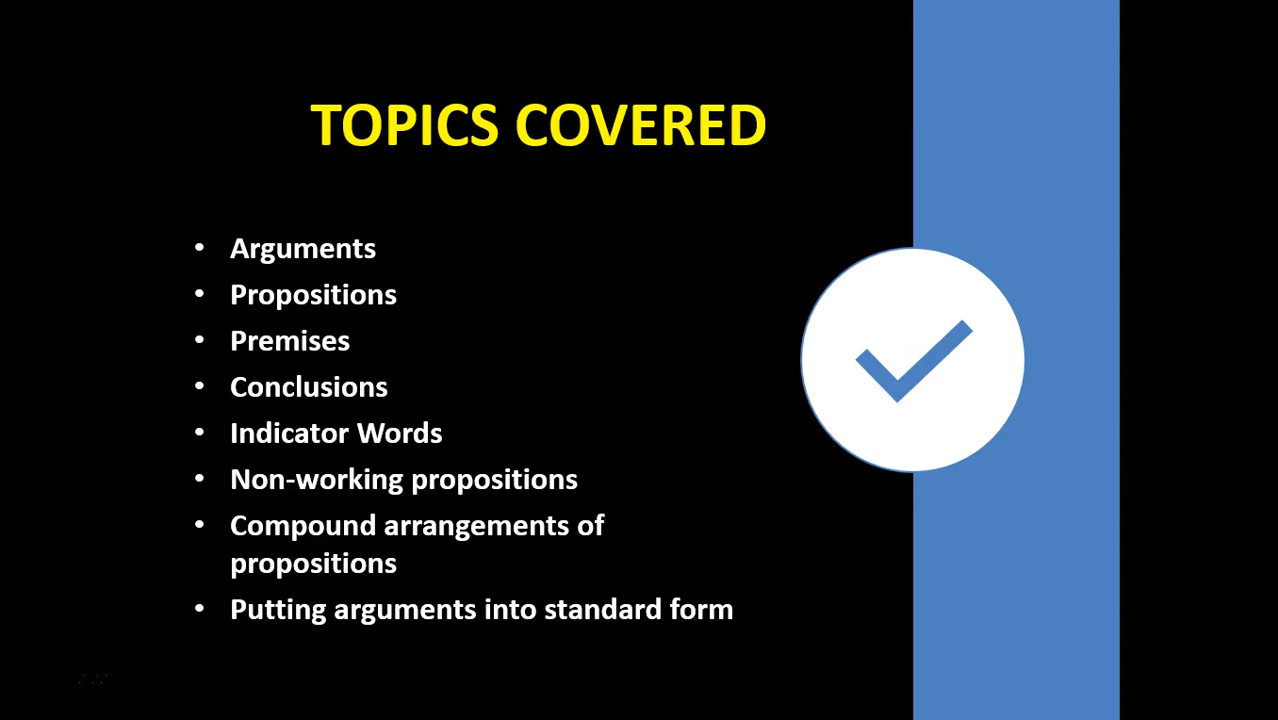 TOPICS COVERED
• Arguments
• Propositions
• Premises
• Conclusions
• Indicator Words
• Non-working propositions
• Compound arrangements of
propositions
• Putting arguments into standard form